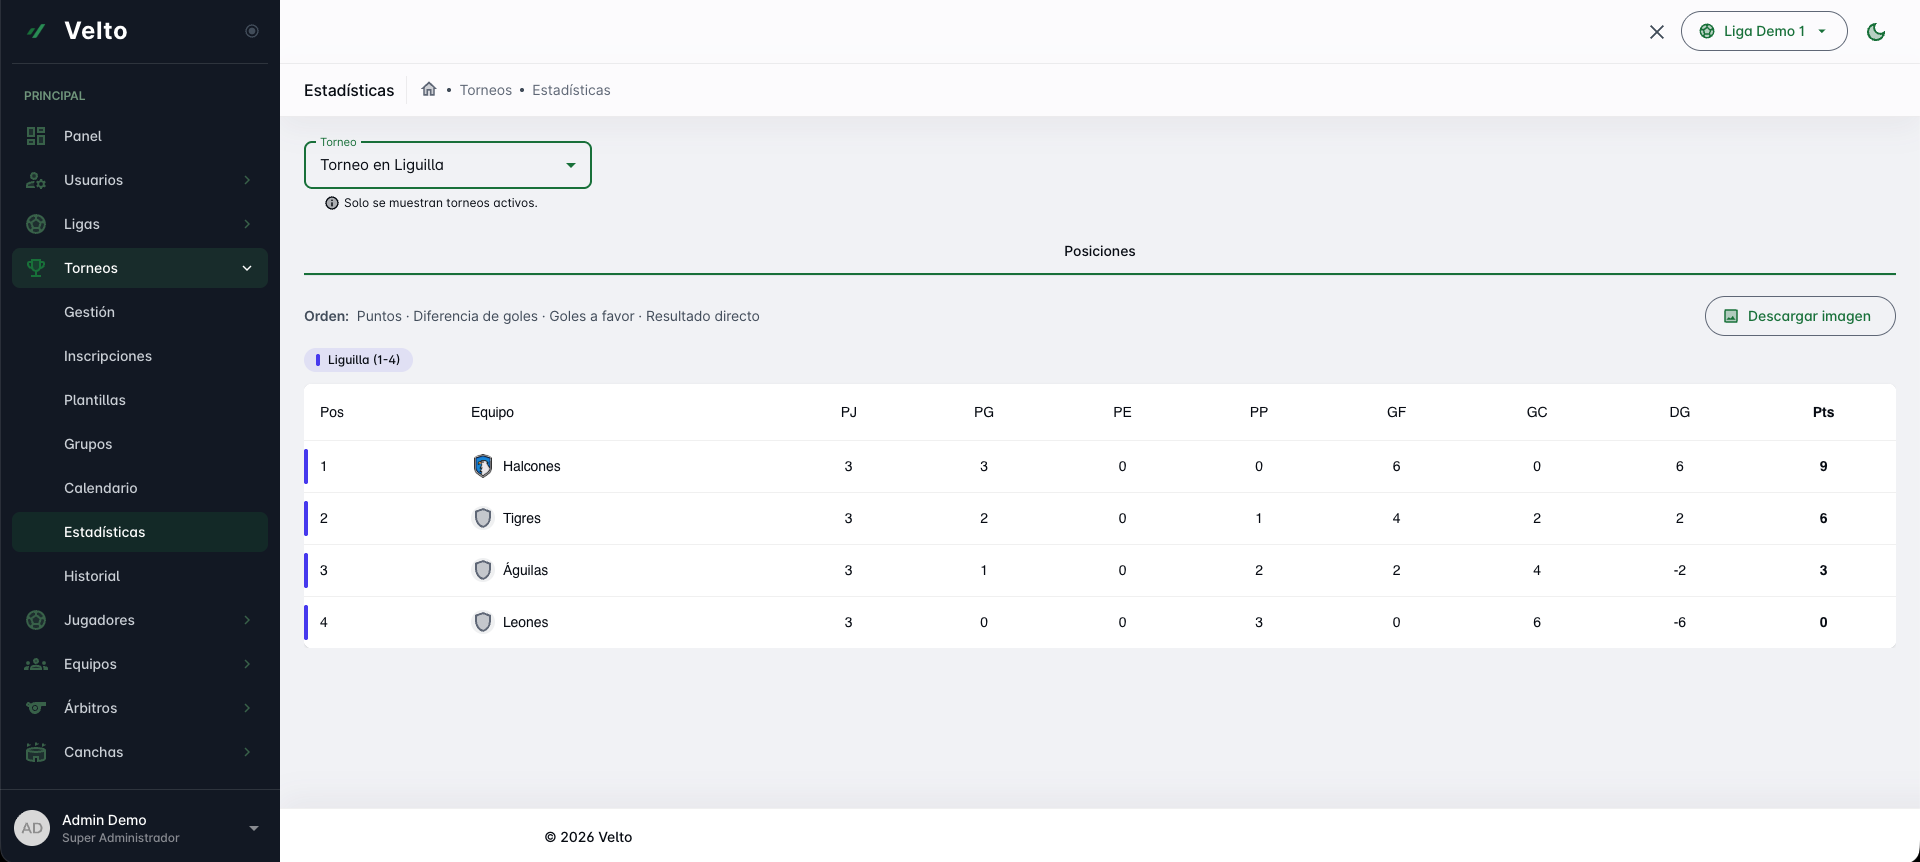 Velto
Liga Demo 1
PRINCIPAL
Panel
Usuarios
Ligas
Torneos
Gestión
Inscripciones
Plantillas
Grupos
Calendario
Estadísticas
Historial
Jugadores
Equipos
Árbitros
Canchas
AD
Admin Demo
Super Administrador
Estadísticas • Torneos • Estadísticas
Torneo
Torneo en Liguilla
Solo se muestran torneos activos.
Posiciones
Orden: Puntos · Diferencia de goles · Goles a favor · Resultado directo
Descargar imagen
Liguilla (1-4)
Pos Equipo PJ PG PE PP GF GC DG Pts
1 Halcones 3 3 0 0 6 0 6 9
2 Tigres 3 2 0 1 4 2 2 6
3 Águilas 3 1 0 2 2 4 -2 3
4 Leones 3 0 0 3 0 6 -6 0
© 2026 Velto